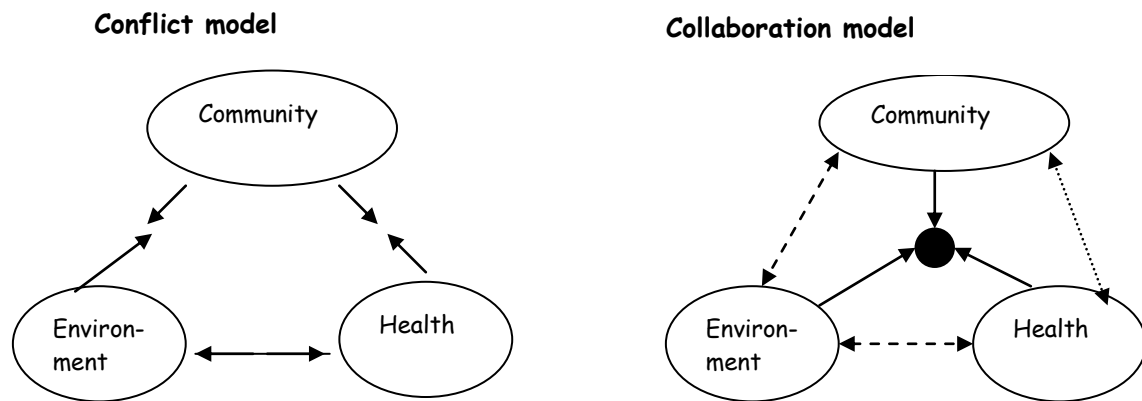 Conflict model
Community
Environ-
ment
Health
Collaboration model
Community
Environ-
ment
Health